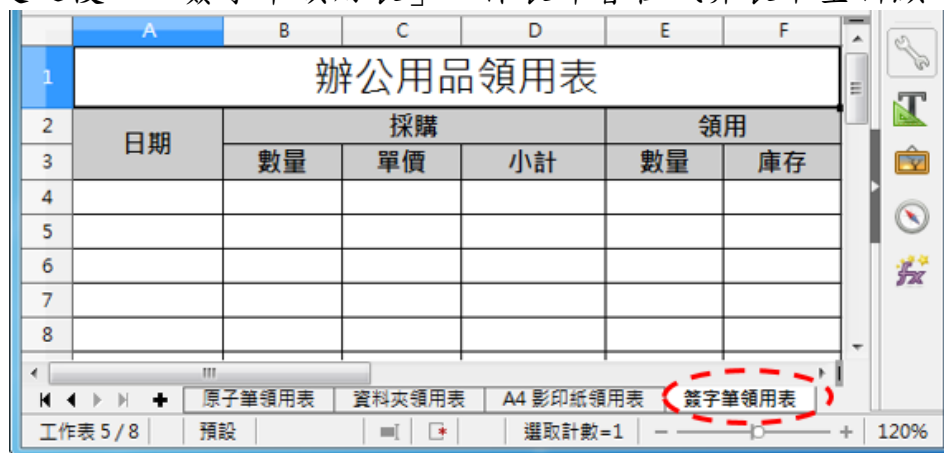 A B C D E F
1 辦公用品領用表
2 日期 採購 領用
3 數量 單價 小計 數量 庫存
4
5
6
7
8
原子筆領用表 資料夾領用表 A4 影印紙領用表 簽字筆領用表
工作表 5 / 8 預設 選取計數=1 120%